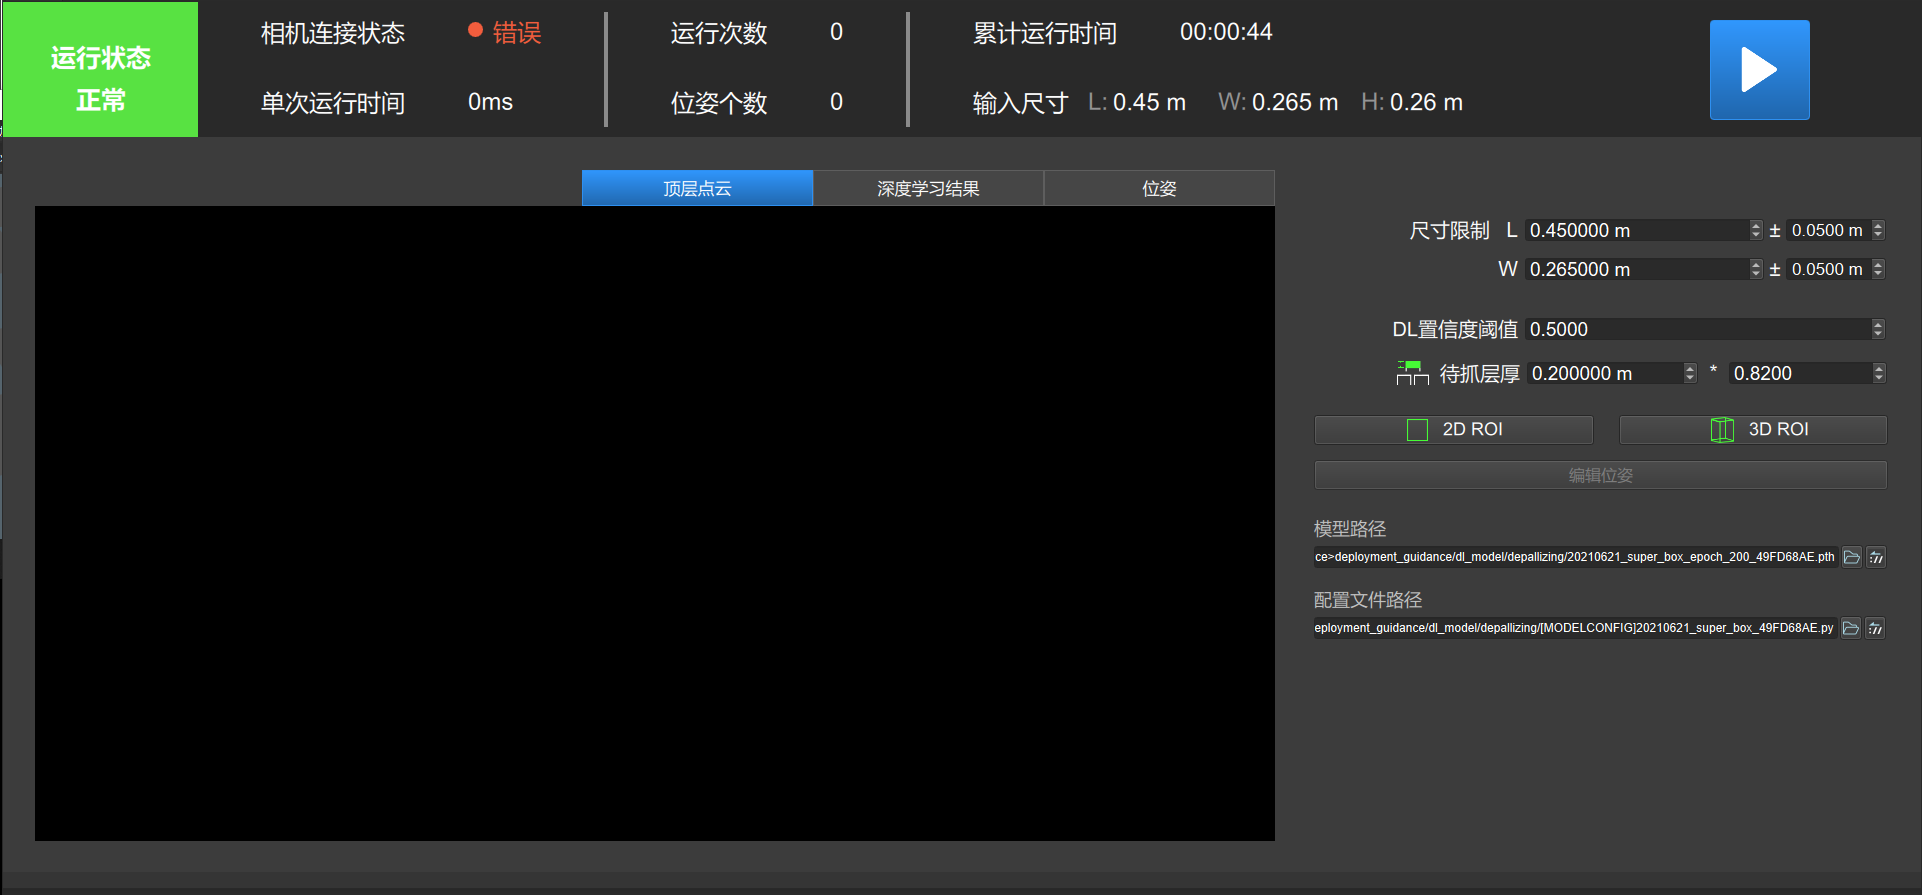 运行状态
正常
相机连接状态 错误
单次运行时间 0ms
运行次数 0
位姿个数 0
累计运行时间 00:00:44
输入尺寸 L: 0.45 m W: 0.265 m H: 0.26 m
顶层点云 深度学习结果 位姿
尺寸限制 L 0.450000 m ± 0.0500 m
W 0.265000 m ± 0.0500 m
DL置信度阈值 0.5000
待抓层厚 0.200000 m * 0.8200
2D ROI 3D ROI
编辑位姿
模型路径
ce>deployment_guidance/dl_model/depallizing/20210621_super_box_epoch_200_49FD68AE.pth
配置文件路径
eployment_guidance/dl_model/depallizing/[MODELCONFIG]20210621_super_box_49FD68AE.py